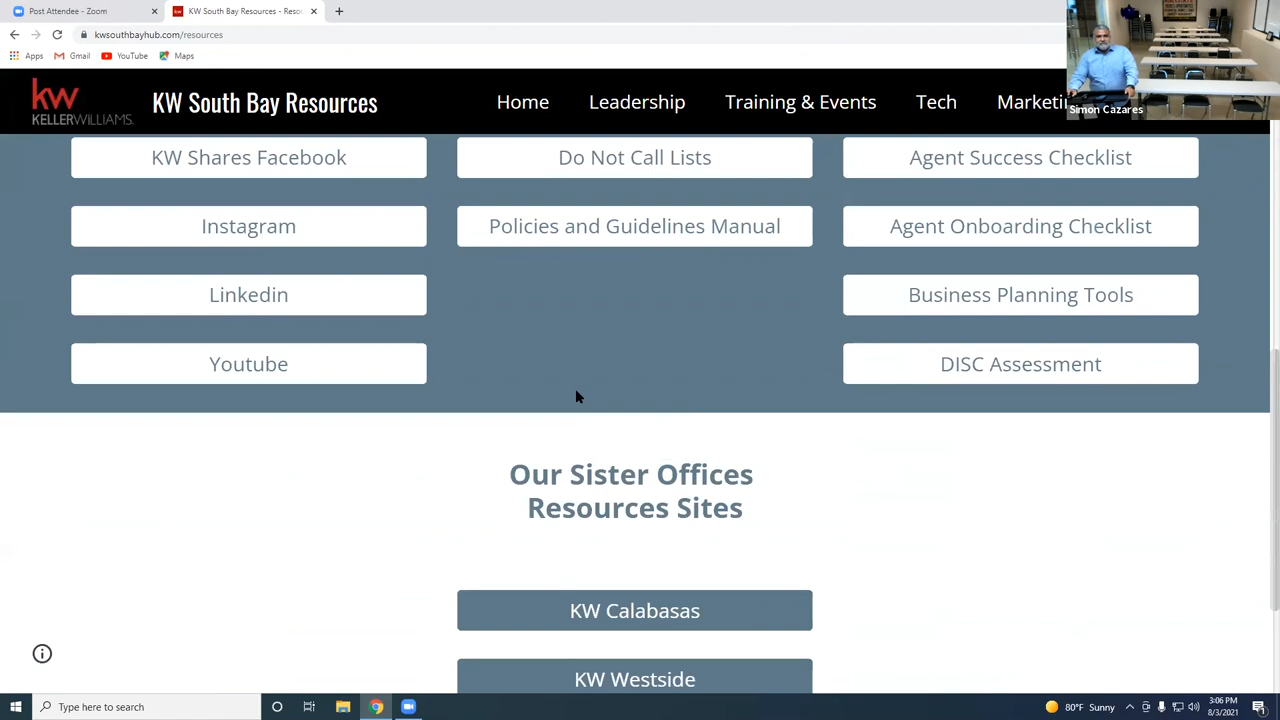 Post Attendee - Zoom
KW South Bay Resources - Resou
kwsouthbayhub.com/resources
Apps
Gmail
YouTube
Maps
kw
KELLERWILLIAMS.
KW South Bay Resources
Home
Leadership
Training & Events
Tech
Marketi
Simon Cazares
KW Shares Facebook
Do Not Call Lists
Agent Success Checklist
Instagram
Policies and Guidelines Manual
Agent Onboarding Checklist
Linkedin
Business Planning Tools
Youtube
DISC Assessment
Our Sister Offices
Resources Sites
KW Calabasas
KW Westside
Type here to search
80°F Sunny
3:06 PM
8/3/2021